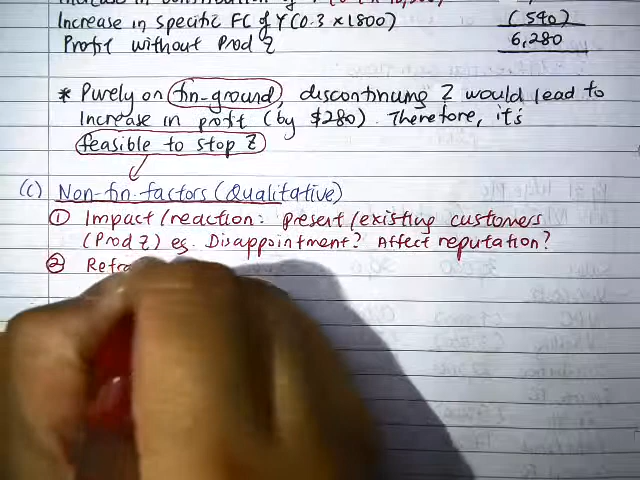 Increase in Specific FC of Y (0.3 x 1800) (540)
Profit without Prod Z 6,280
* Purely on fin-ground, discontinuing Z would lead to
Increase in profit (by $280). Therefore, it's
feasible to stop Z
(c) Non-fin-factors (Qualitative)
① Impact/reaction: present/existing customers
(Prod Z) eg. Disappointment? Affect reputation?
②